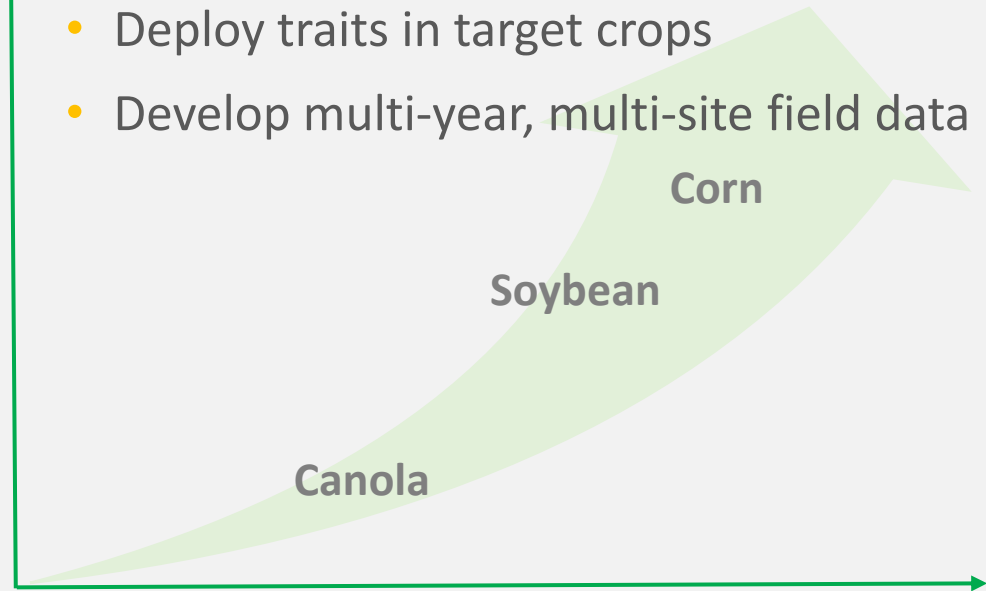 • Deploy traits in target crops
• Develop multi-year, multi-site field data
Corn
Soybean
Canola